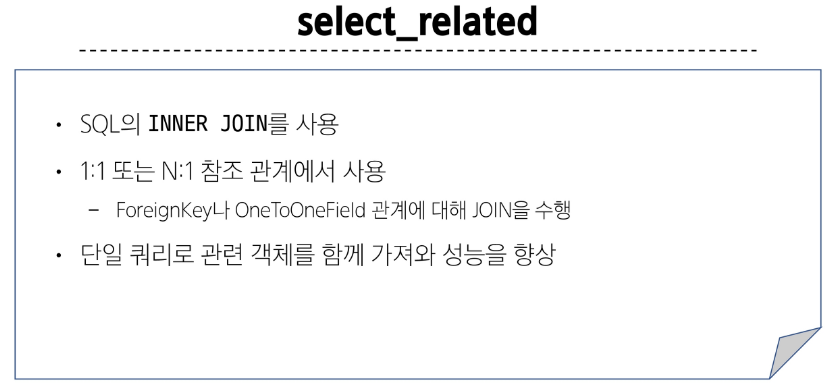 select_related
• SQL의 INNER JOIN를 사용
• 1:1 또는 N:1 참조 관계에서 사용
– ForeignKey나 OneToOneField 관계에 대해 JOIN을 수행
• 단일 쿼리로 관련 객체를 함께 가져와 성능을 향상